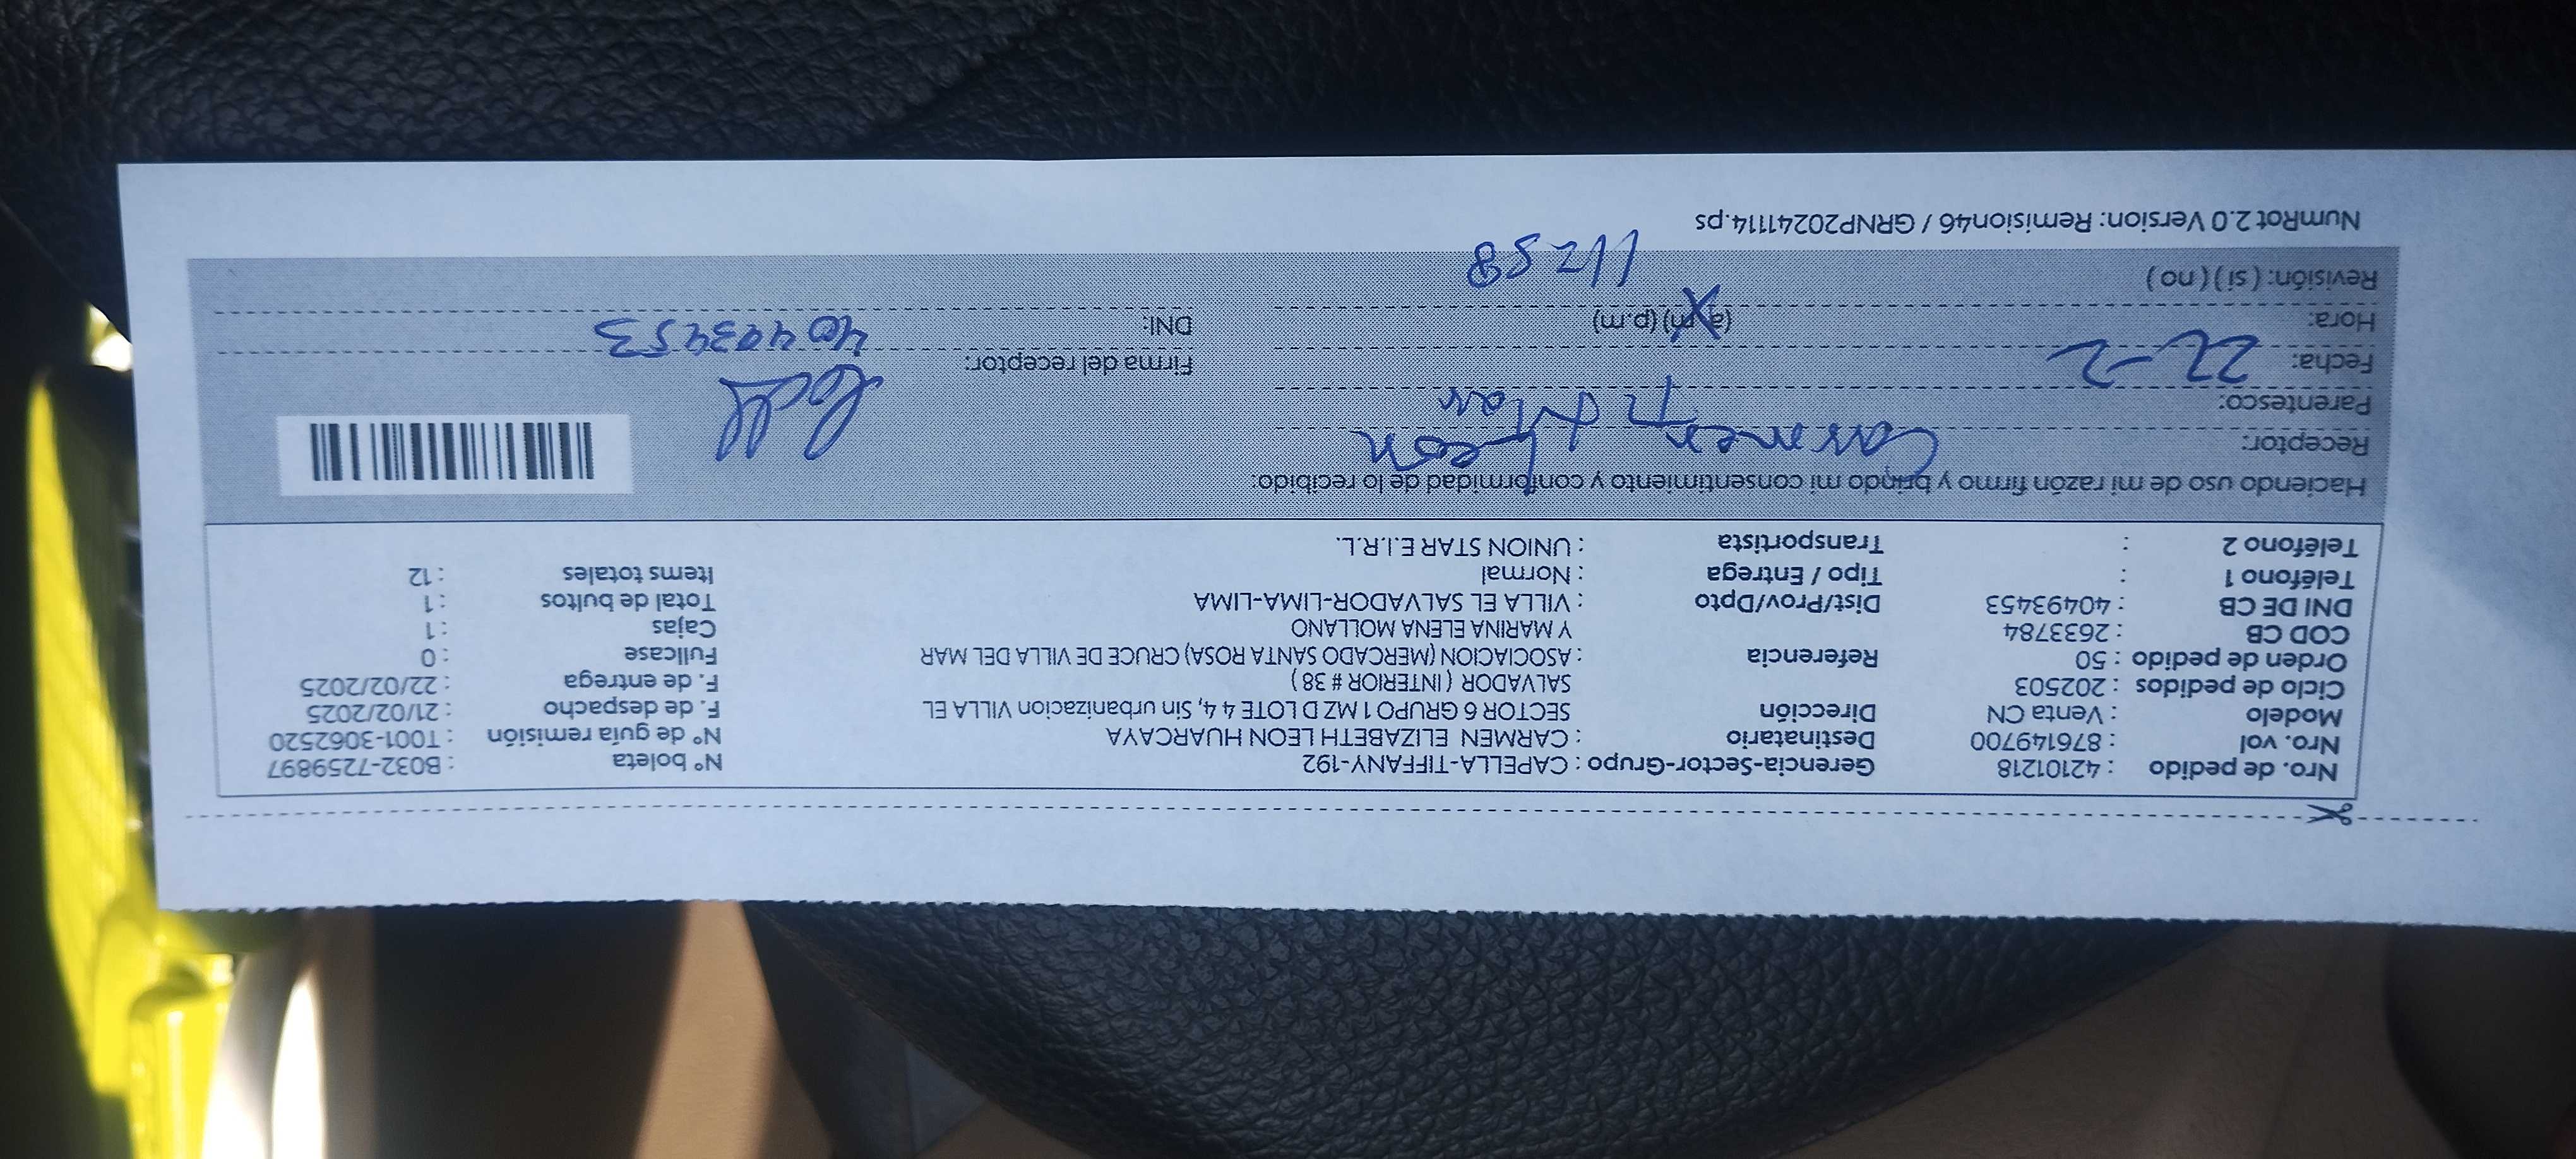 Nro. de pedido : 42101218 Gerencia-Sector-Grupo : CAPELLA-TIFFANY-192 N° boleta : B032-7259897
Nro. vol : 876149700 Destinatario : CARMEN ELIZABETH LEON HUARCAYA N° de guía remisión : T001-3062520
Modelo : Venta CN Dirección SECTOR 6 GRUPO 1 MZ D LOTE 4 4, Sin urbanizacion VILLA EL F. de despacho : 21/02/2025
Ciclo de pedidos : 202503 SALVADOR ( INTERIOR # 38 ) F. de entrega : 22/02/2025
Orden de pedido : 50 Referencia : ASOCIACION (MERCADO SANTA ROSA) CRUCE DE VILLA DEL MAR Fullcase : 0
COD CB : 2633784 Y MARINA ELENA MOLLANO Cajas : 1
DNI DE CB : 40493453 Dist/Prov/Dpto : VILLA EL SALVADOR-LIMA-LIMA Total de bultos : 1
Teléfono 1 : Tipo / Entrega : Normal Items totales : 12
Teléfono 2 : Transportista : UNION STAR E.I.R.L.
Haciendo uso de mi razón firmo y brindo mi consentimiento y conformidad de lo recibido:
Receptor: Carmen Leon
Parentesco:
Fecha: 22-2 Firma del receptor:
Hora: (a.m) (p.m) DNI: 40493453
Revisión: ( si ) ( no ) 11258
NumRot 2.0 Version: Remision46 / GRNP20241114.ps